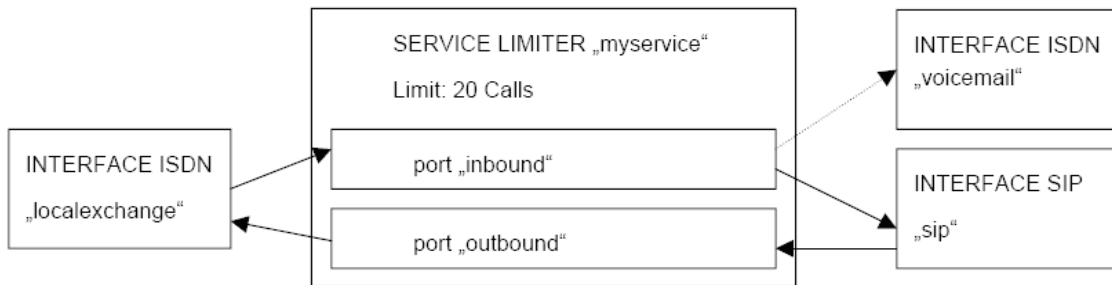 SERVICE LIMITER „myservice“
Limit: 20 Calls
INTERFACE ISDN
„voicemail“
INTERFACE ISDN
„localexchange“
port „inbound“
port „outbound“
INTERFACE SIP
„sip“